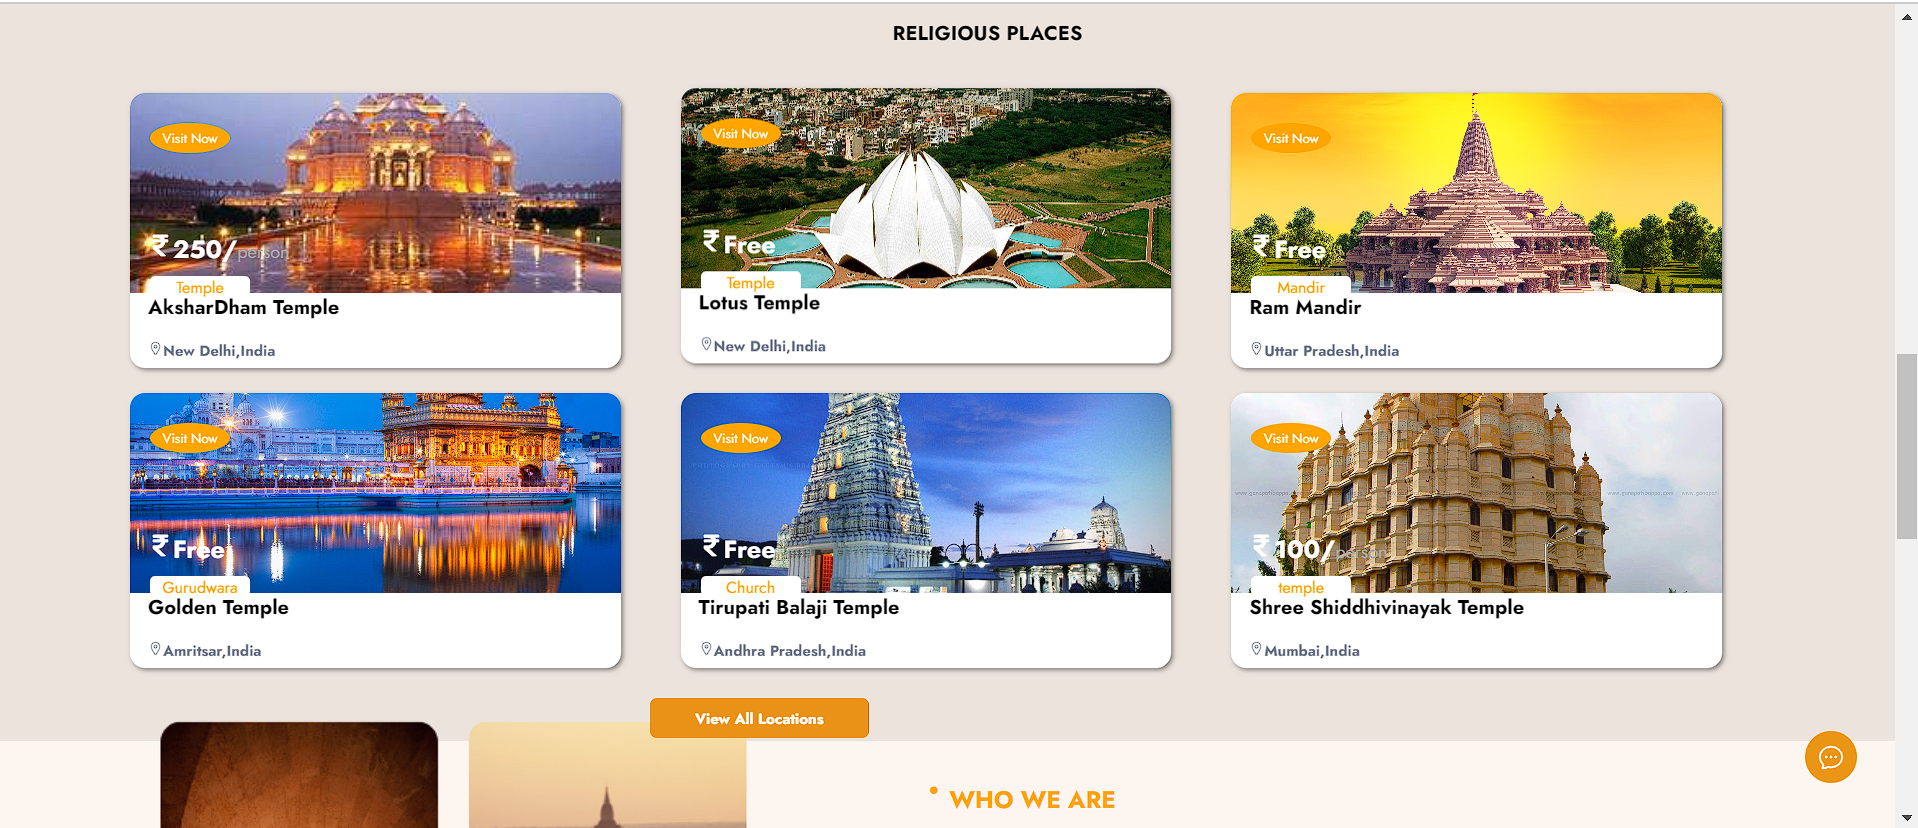 RELIGIOUS PLACES
Visit Now
₹ 250/person
Temple
AksharDham Temple
New Delhi,India
Visit Now
₹ Free
Temple
Lotus Temple
New Delhi,India
Visit Now
₹ Free
Mandir
Ram Mandir
Uttar Pradesh,India
Visit Now
₹ Free
Gurudwara
Golden Temple
Amritsar,India
Visit Now
₹ Free
Church
Tirupati Balaji Temple
Andhra Pradesh,India
Visit Now
₹ 100/person
temple
Shree Shiddhivinayak Temple
Mumbai,India
View All Locations
WHO WE ARE